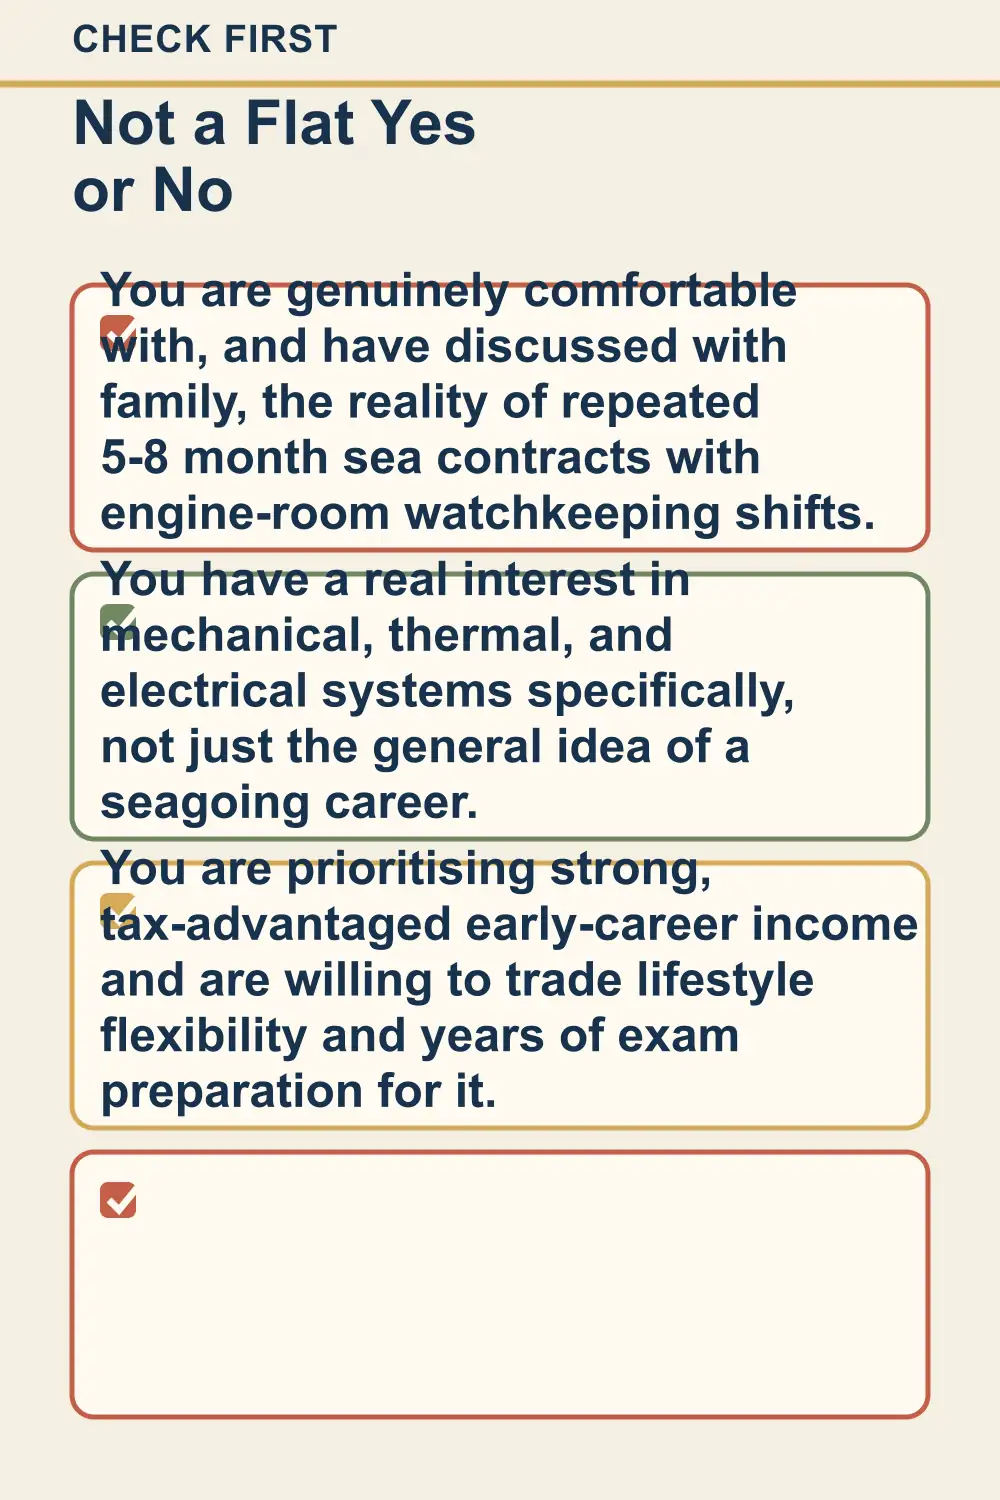 CHECK FIRST
Not a Flat Yes
or No
You are genuinely comfortable
with, and have discussed with
family, the reality of repeated
5-8 month sea contracts with
engine-room watchkeeping shifts.
You have a real interest in
mechanical, thermal, and
electrical systems specifically,
not just the general idea of a
seagoing career.
You are prioritising strong,
tax-advantaged early-career income
and are willing to trade lifestyle
flexibility and years of exam
preparation for it.